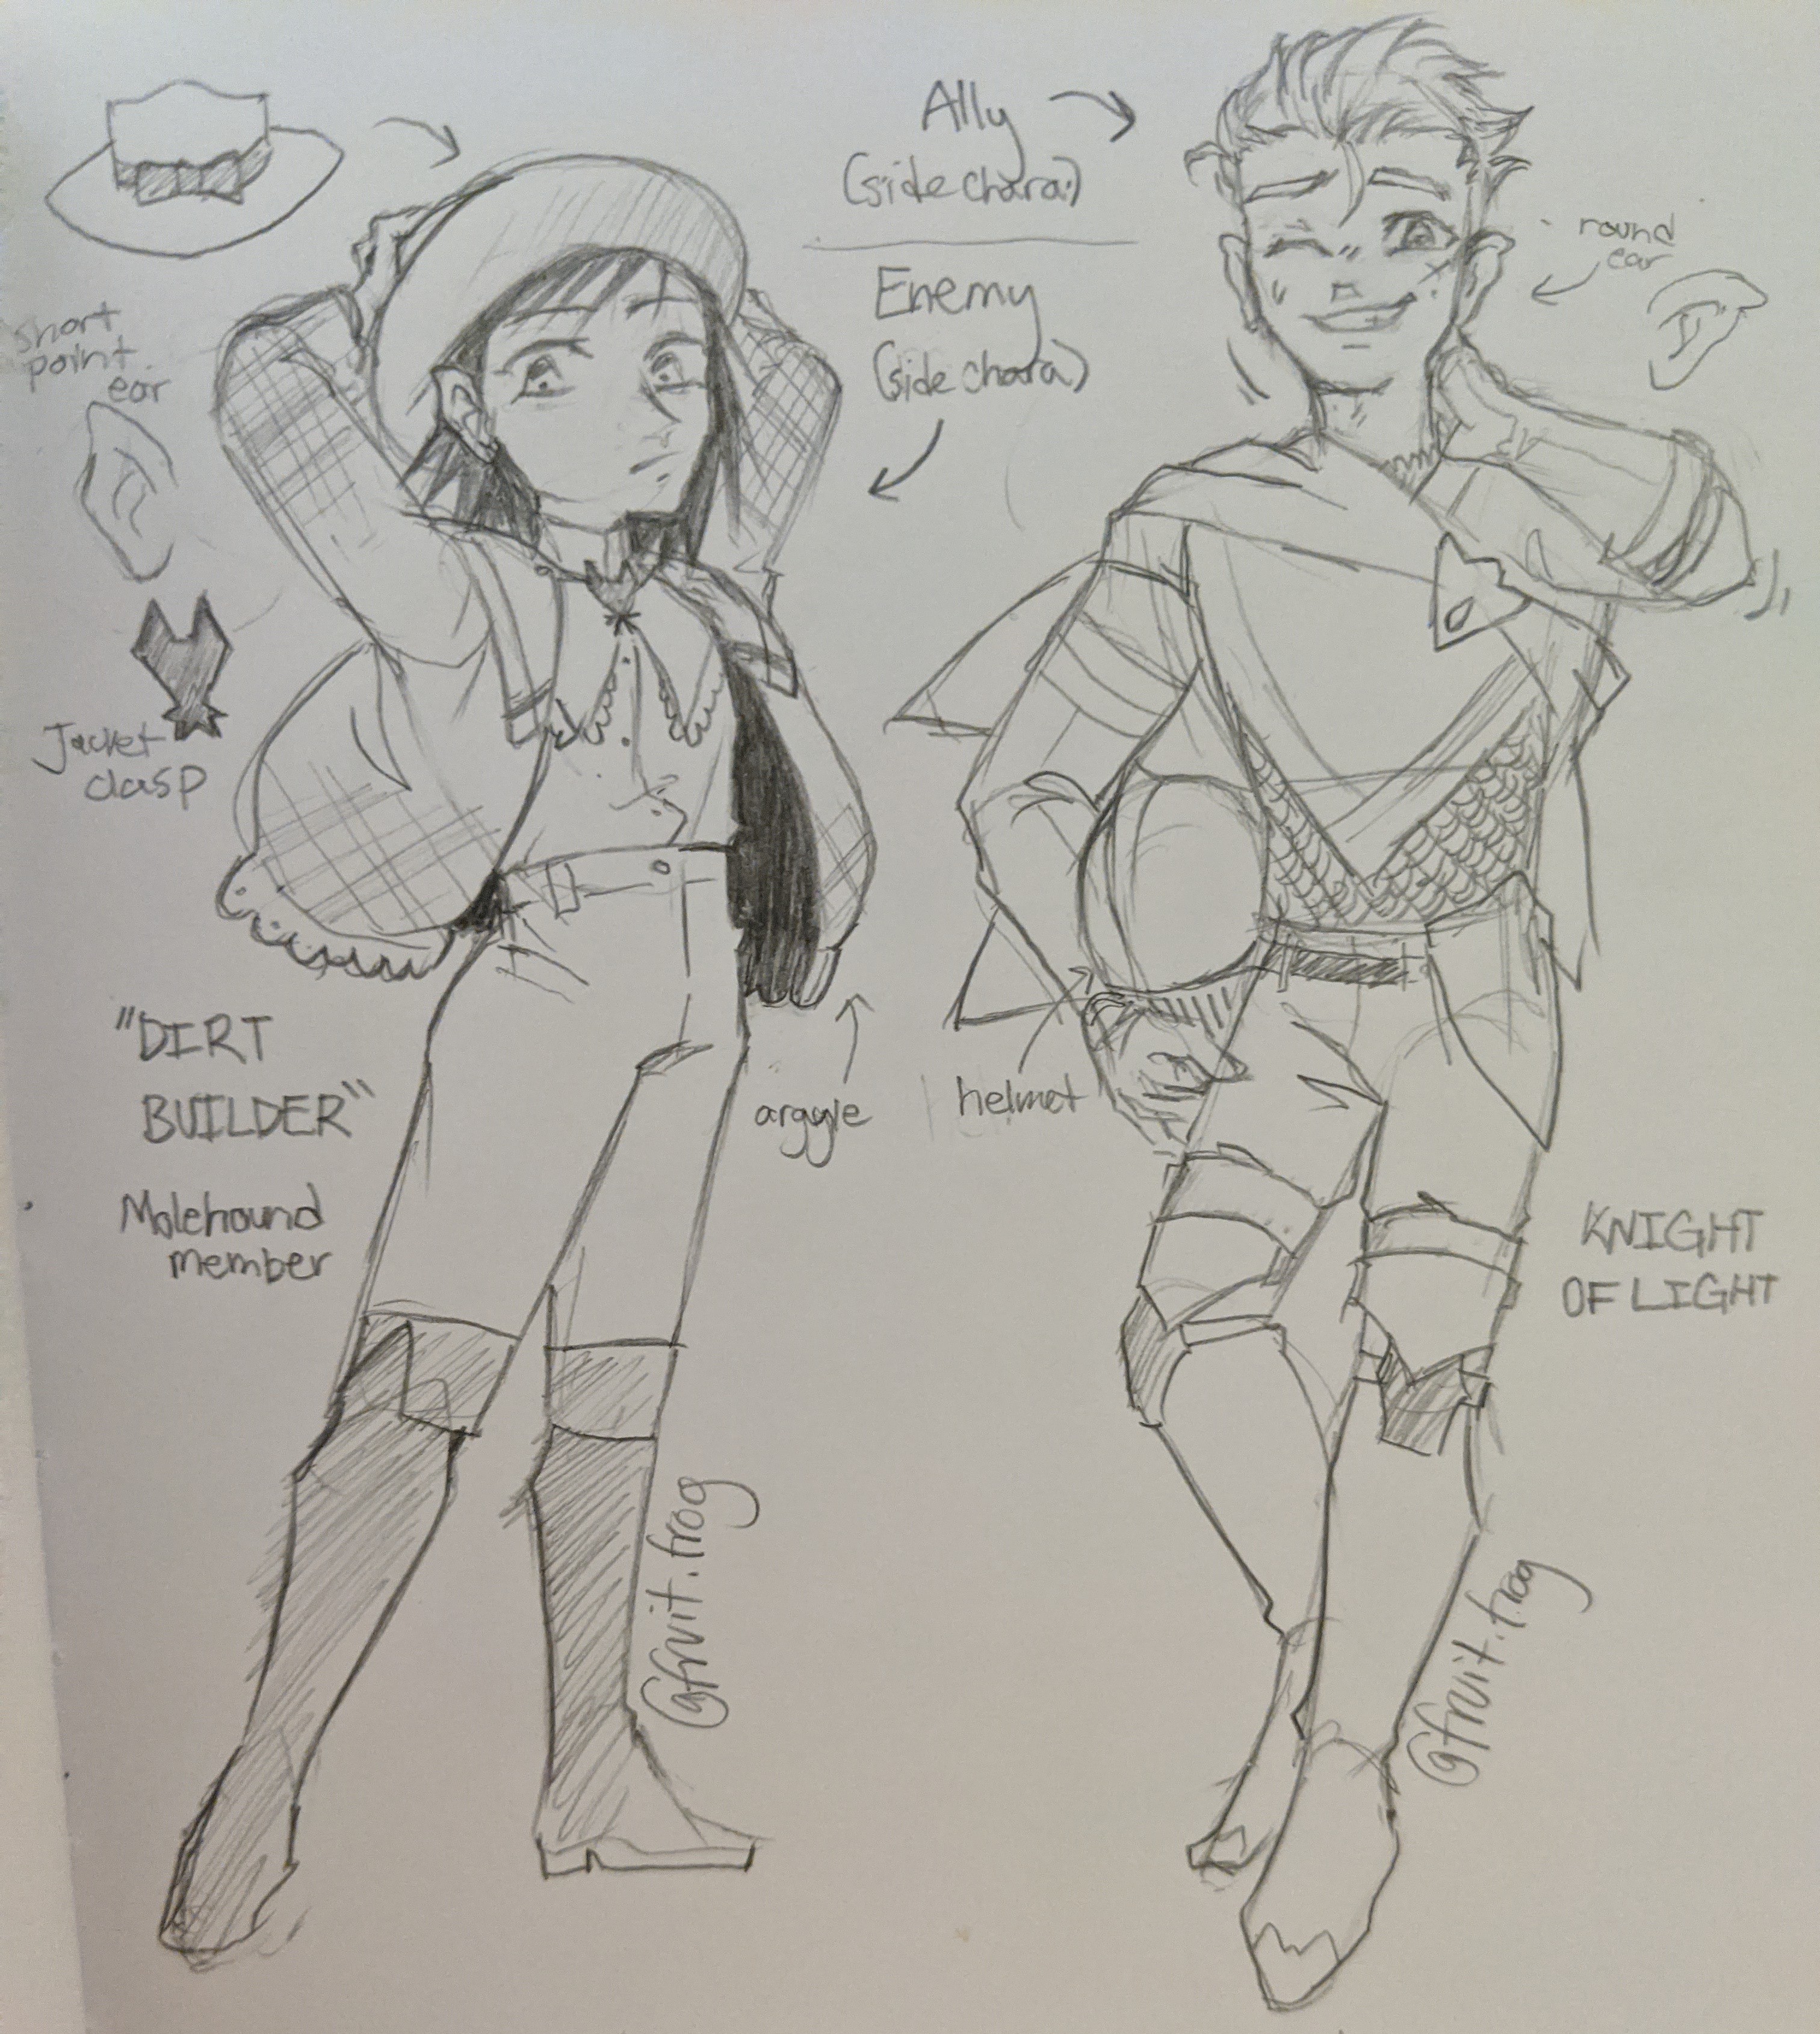 Ally
(side chara.)
Enemy
(side chara)
short
point
ear
round
ear
Jacket
clasp
"DIRT
BUILDER"
Molehound
member
argyle
helmet
KNIGHT
OF LIGHT
@fruit.frog
@fruit.frog